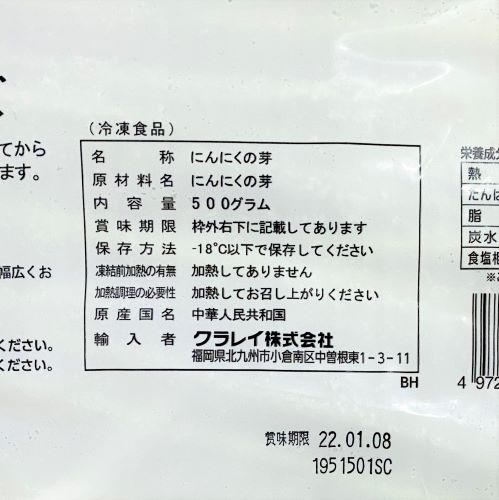 (冷凍食品)
てから
ます。
名称 にんにくの芽
原材料名 にんにくの芽
内容量 500グラム
賞味期限 枠外右下に記載してあります
保存方法 -18℃以下で保存してください
凍結前加熱の有無 加熱してありません
加熱調理の必要性 加熱してお召し上がりください
原産国名 中華人民共和国
輸入者 クラレイ株式会社
福岡県北九州市小倉南区中曽根東1-3-11
BH
幅広くお
ください。
ください。
栄養成分
熱
たんぱ
脂
炭水
食塩相
4 972
賞味期限 22.01.08
1951501SC